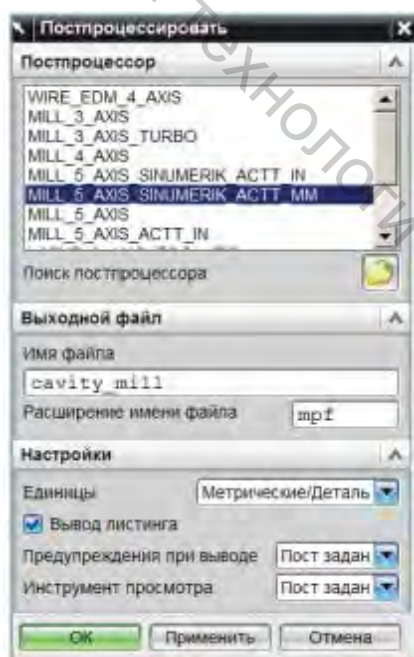 Постпроцессировать
Постпроцессор
WIRE_EDM_4_AXIS
MILL_3_AXIS
MILL_3_AXIS_TURBO
MILL_4_AXIS
MILL_5_AXIS_SINUMERIK_ACTT_IN
MILL_5_AXIS_SINUMERIK_ACTT_MM
MILL_5_AXIS
MILL_5_AXIS_ACTT_IN
Поиск постпроцессора
Выходной файл
Имя файла
cavity_mill
Расширение имени файла mpf
Настройки
Единицы Метрические/Деталь
Вывод листинга
Предупреждения при выводе Пост задан
Инструмент просмотра Пост задан
OK Применить Отмена